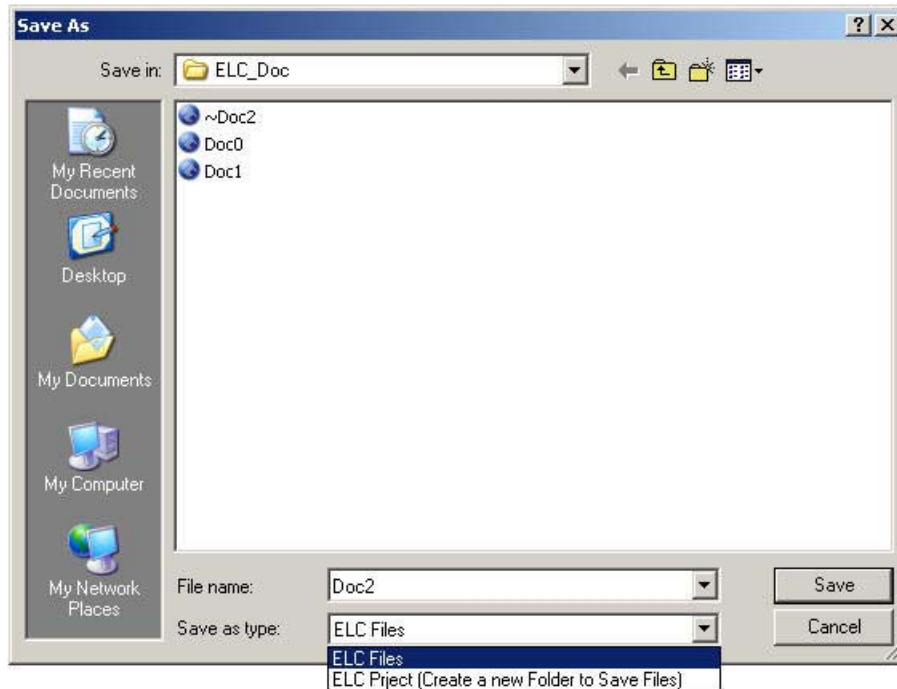 Save As
?
Save in:
ELC_Doc
~Doc2
Doc0
Doc1
My Recent
Documents
Desktop
My Documents
My Computer
My Network
Places
File name:
Doc2
Save
Save as type:
ELC Files
Cancel
ELC Files
ELC Prject (Create a new Folder to Save Files)